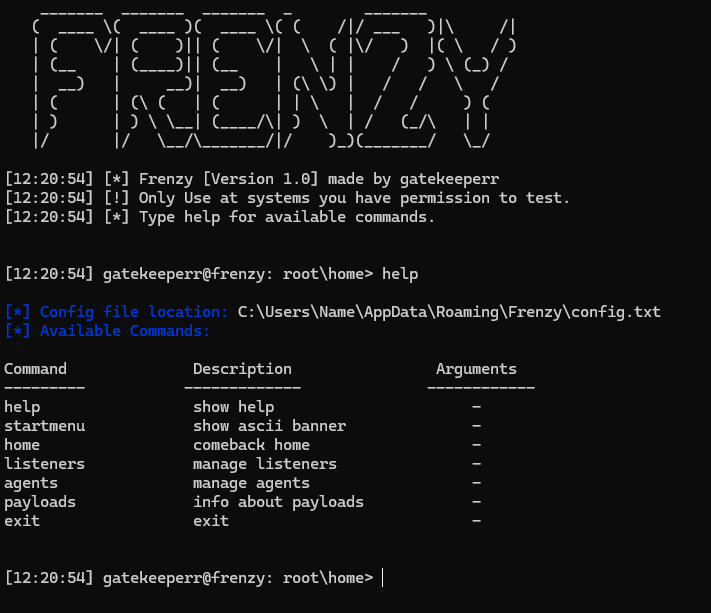 FRENZY
[12:20:54] [*] Frenzy [Version 1.0] made by gatekeeperr
[12:20:54] [!] Only Use at systems you have permission to test.
[12:20:54] [*] Type help for available commands.
[12:20:54] gatekeeperr@frenzy: root\home> help
[*] Config file location: C:\Users\Name\AppData\Roaming\Frenzy\config.txt
[*] Available Commands:
Command Description Arguments
--------- ------------- ------------
help show help -
startmenu show ascii banner -
home comeback home -
listeners manage listeners -
agents manage agents -
payloads info about payloads -
exit exit -
[12:20:54] gatekeeperr@frenzy: root\home>